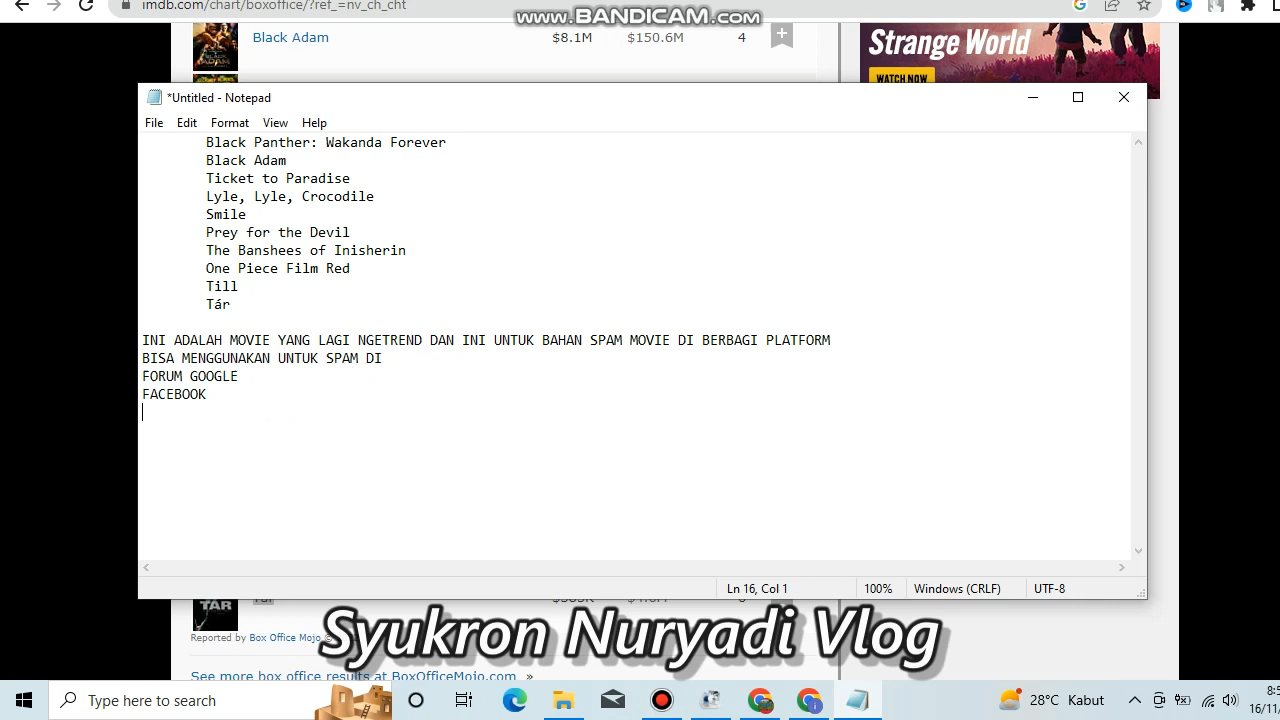 imdb.com/chart/boxoffice/?ref_=nv_ch_cht
www.BANDICAM.com
Black Adam $8.1M $150.6M 4
Strange World
WATCH NOW
*Untitled - Notepad
File Edit Format View Help
Black Panther: Wakanda Forever
Black Adam
Ticket to Paradise
Lyle, Lyle, Crocodile
Smile
Prey for the Devil
The Banshees of Inisherin
One Piece Film Red
Till
Tár
INI ADALAH MOVIE YANG LAGI NGETREND DAN INI UNTUK BAHAN SPAM MOVIE DI BERBAGI PLATFORM
BISA MENGGUNAKAN UNTUK SPAM DI
FORUM GOOGLE
FACEBOOK
Ln 16, Col 1 100% Windows (CRLF) UTF-8
TÁR
Reported by Box Office Mojo ©
Syukron Nuryadi Vlog
See more box office results at BoxOfficeMojo.com »
Type here to search
28°C Kabut